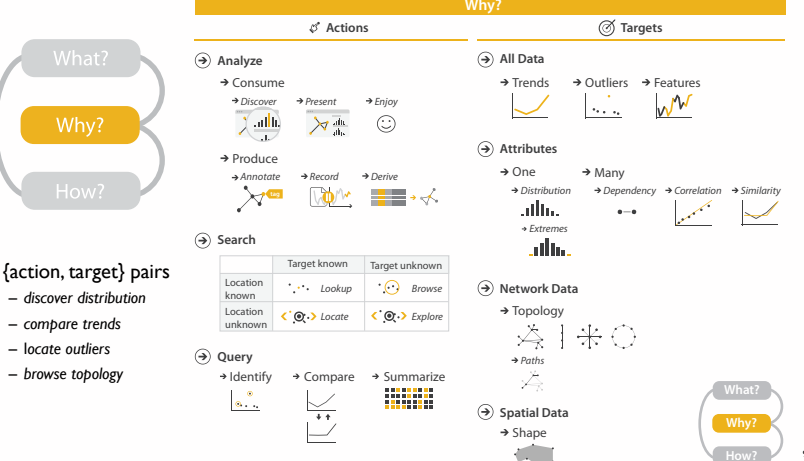 Why?
What?
Why?
How?
{action, target} pairs
– discover distribution
– compare trends
– locate outliers
– browse topology
Actions
Analyze
Consume
Discover
Present
Enjoy
Produce
Annotate
Record
Derive
tag
Search
Target known
Target unknown
Location known
Lookup
Browse
Location unknown
Locate
Explore
Query
Identify
Compare
Summarize
Targets
All Data
Trends
Outliers
Features
Attributes
One
Many
Distribution
Dependency
Correlation
Similarity
Extremes
Network Data
Topology
Paths
Spatial Data
Shape
What?
Why?
How?